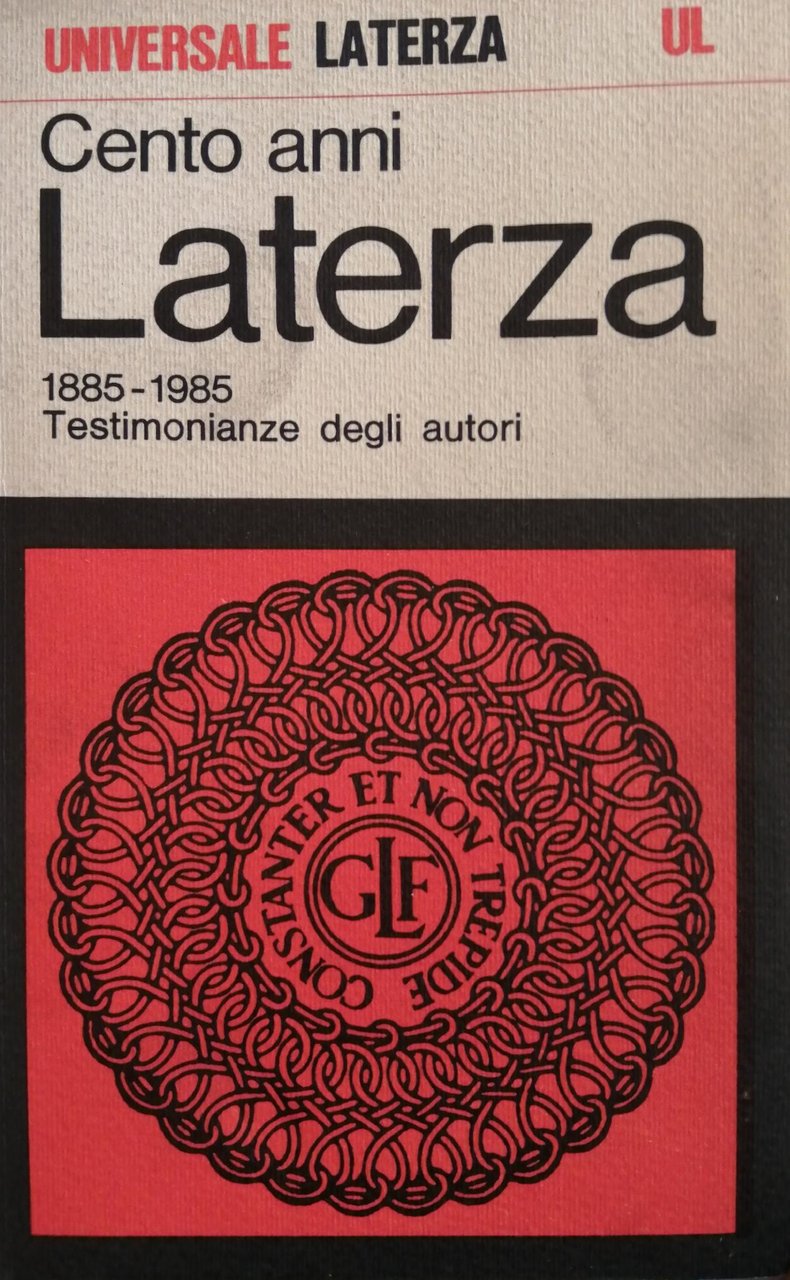 UNIVERSALE LATERZA UL
Cento anni
Laterza
1885-1985
Testimonianze degli autori
CONSTANTER ET NON TREPIDE
GLF